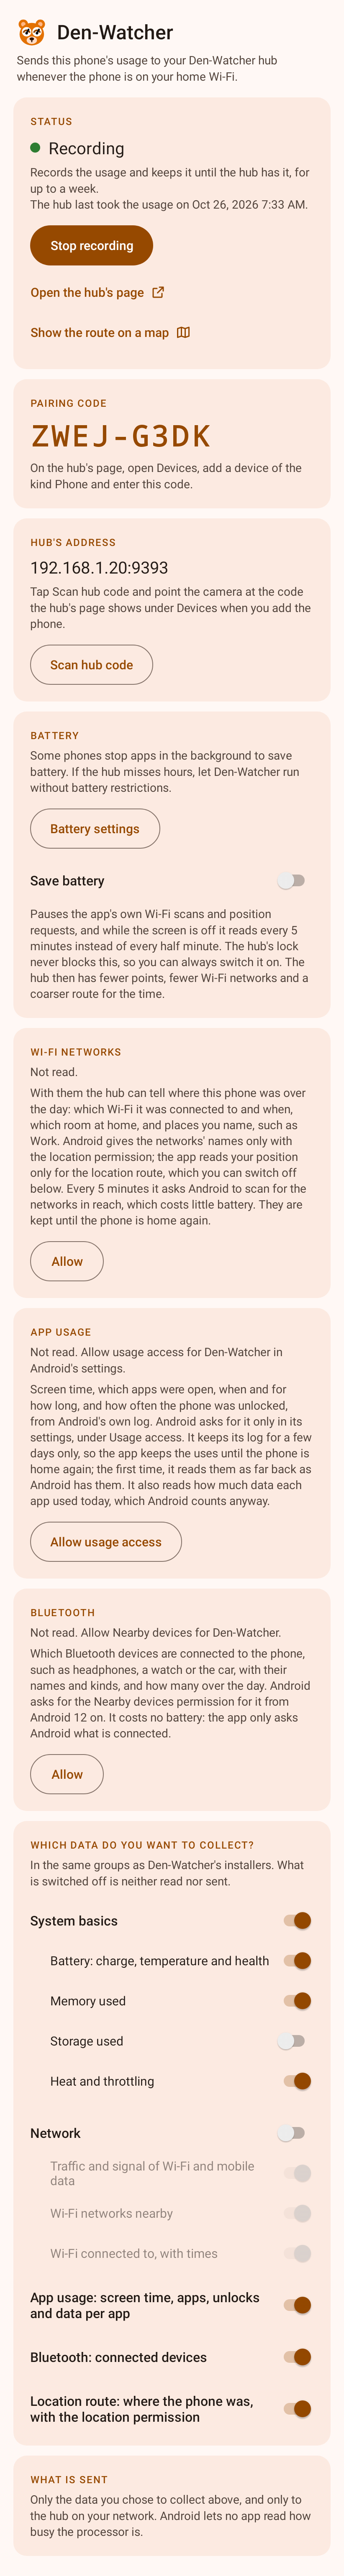 Den-Watcher
Sends this phone's usage to your Den-Watcher hub
whenever the phone is on your home Wi-Fi.
STATUS
Recording
Records the usage and keeps it until the hub has it, for
up to a week.
The hub last took the usage on Oct 26, 2026 7:33 AM.
Stop recording
Open the hub's page
Show the route on a map
PAIRING CODE
ZWEJ-G3DK
On the hub's page, open Devices, add a device of the
kind Phone and enter this code.
HUB'S ADDRESS
192.168.1.20:9393
Tap Scan hub code and point the camera at the code
the hub's page shows under Devices when you add the
phone.
Scan hub code
BATTERY
Some phones stop apps in the background to save
battery. If the hub misses hours, let Den-Watcher run
without battery restrictions.
Battery settings
Save battery
Pauses the app's own Wi-Fi scans and position
requests, and while the screen is off it reads every 5
minutes instead of every half minute. The hub's lock
never blocks this, so you can always switch it on. The
hub then has fewer points, fewer Wi-Fi networks and a
coarser route for the time.
WI-FI NETWORKS
Not read.
With them the hub can tell where this phone was over
the day: which Wi-Fi it was connected to and when,
which room at home, and places you name, such as
Work. Android gives the networks' names only with
the location permission; the app reads your position
only for the location route, which you can switch off
below. Every 5 minutes it asks Android to scan for the
networks in reach, which costs little battery. They are
kept until the phone is home again.
Allow
APP USAGE
Not read. Allow usage access for Den-Watcher in
Android's settings.
Screen time, which apps were open, when and for
how long, and how often the phone was unlocked,
from Android's own log. Android asks for it only in its
settings, under Usage access. It keeps its log for a few
days only, so the app keeps the uses until the phone is
home again; the first time, it reads them as far back as
Android has them. It also reads how much data each
app used today, which Android counts anyway.
Allow usage access
BLUETOOTH
Not read. Allow Nearby devices for Den-Watcher.
Which Bluetooth devices are connected to the phone,
such as headphones, a watch or the car, with their
names and kinds, and how many over the day. Android
asks for the Nearby devices permission for it from
Android 12 on. It costs no battery: the app only asks
Android what is connected.
Allow
WHICH DATA DO YOU WANT TO COLLECT?
In the same groups as Den-Watcher's installers. What
is switched off is neither read nor sent.
System basics
Battery: charge, temperature and health
Memory used
Storage used
Heat and throttling
Network
Traffic and signal of Wi-Fi and mobile
data
Wi-Fi networks nearby
Wi-Fi connected to, with times
App usage: screen time, apps, unlocks
and data per app
Bluetooth: connected devices
Location route: where the phone was,
with the location permission
WHAT IS SENT
Only the data you chose to collect above, and only to
the hub on your network. Android lets no app read how
busy the processor is.